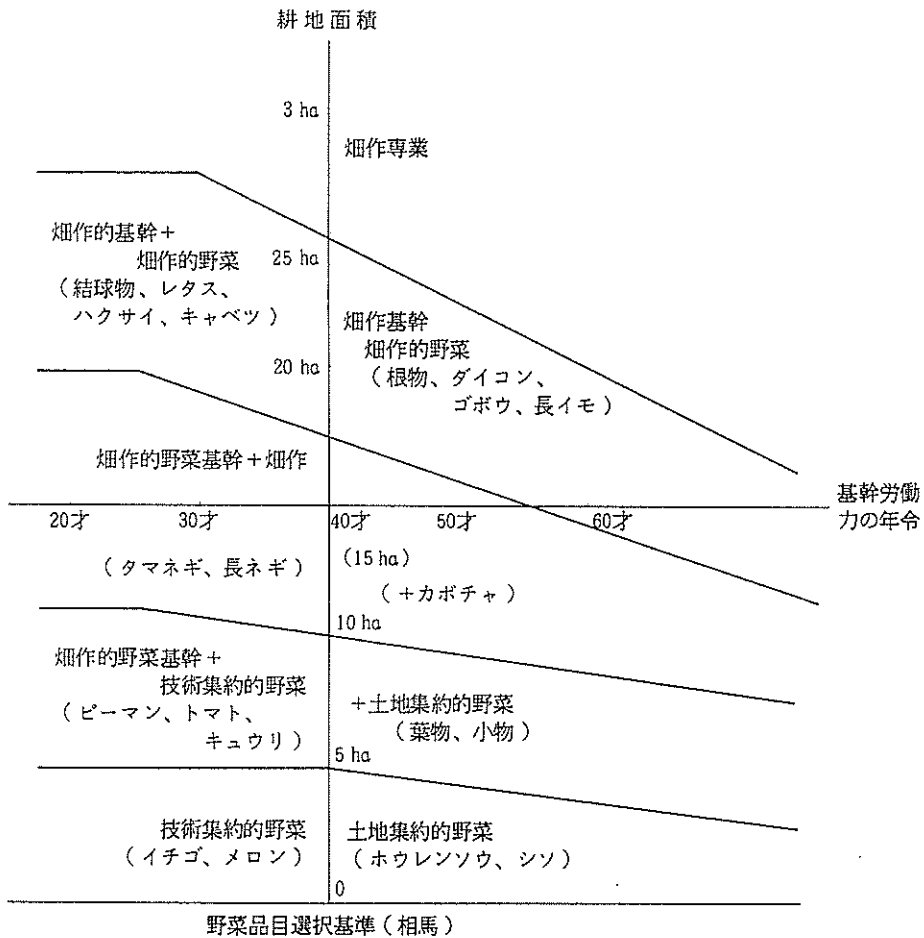 耕地面積
3 ha
畑作専業
畑作的基幹+
畑作的野菜
(結球物、レタス、
ハクサイ、キャベツ)
25 ha
畑作基幹
畑作的野菜
(根物、ダイコン、
ゴボウ、長イモ)
20 ha
畑作的野菜基幹+畑作
基幹労働
力の年令
20才
30才
40才
50才
60才
(タマネギ、長ネギ)
(15 ha)
(+カボチャ)
10 ha
畑作的野菜基幹+
技術集約的野菜
(ピーマン、トマト、
キュウリ)
+土地集約的野菜
(葉物、小物)
5 ha
技術集約的野菜
(イチゴ、メロン)
土地集約的野菜
(ホウレンソウ、シソ)
0
野菜品目選択基準(相馬)